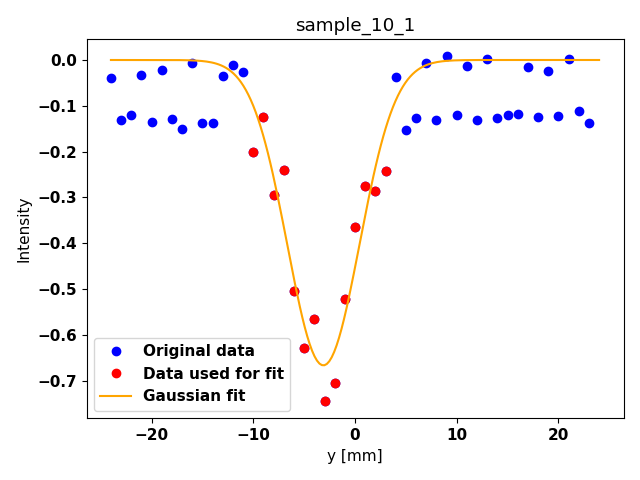 sample_10_1
0.0
−0.1
−0.2
−0.3
−0.4
−0.5
−0.6
−0.7
Intensity
Original data
Data used for fit
Gaussian fit
−20
−10
0
10
20
y [mm]